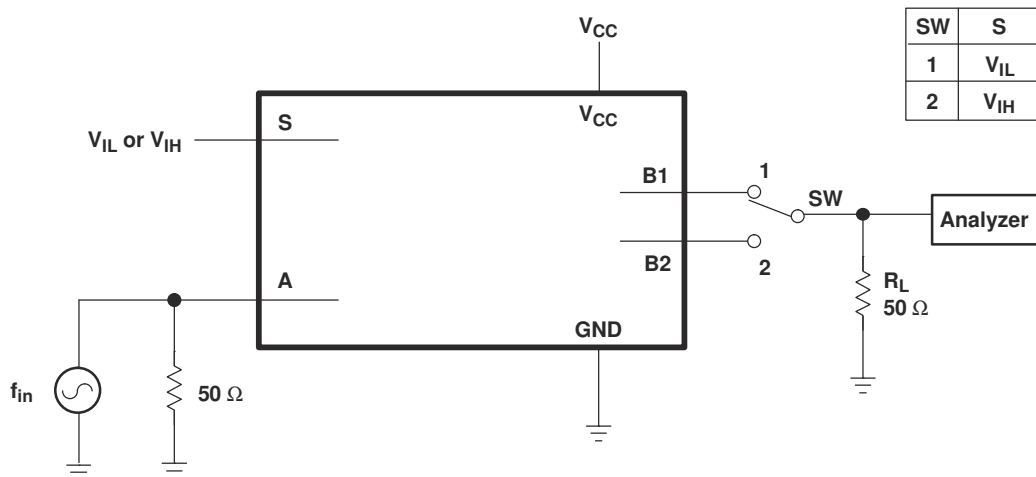 VCC
SW S
1 VIL
2 VIH
VCC
S
VIL or VIH
B1
1
SW
Analyzer
B2
2
A
RL
50 Ω
GND
fin
50 Ω